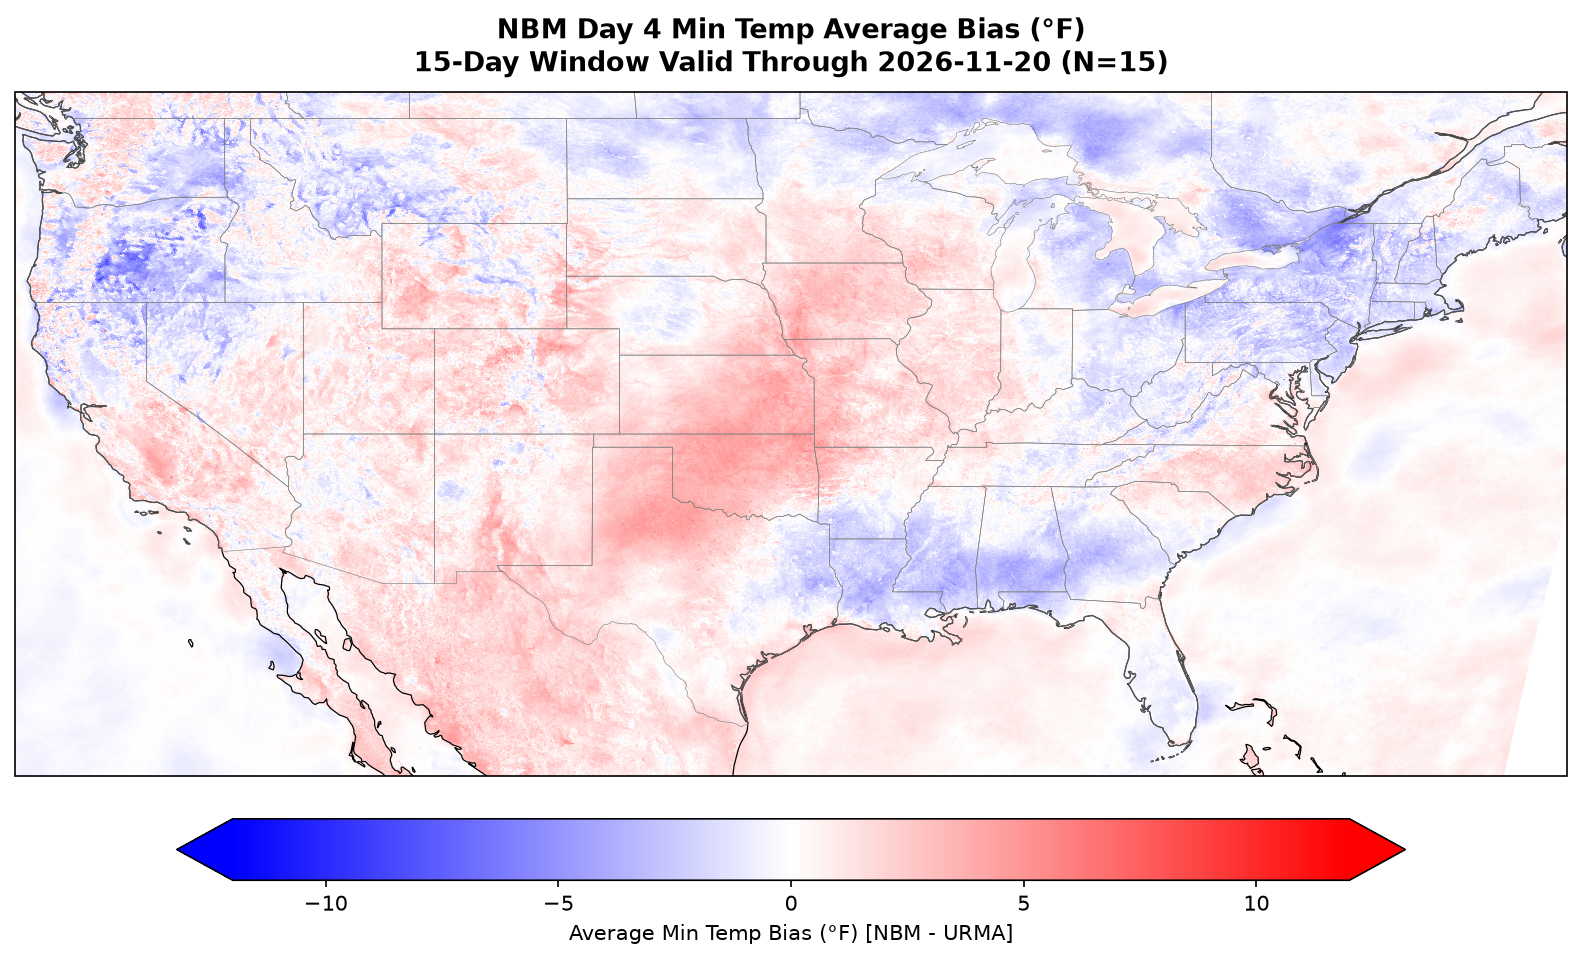 NBM Day 4 Min Temp Average Bias (°F)
15-Day Window Valid Through 2026-11-20 (N=15)
−10 −5 0 5 10
Average Min Temp Bias (°F) [NBM - URMA]